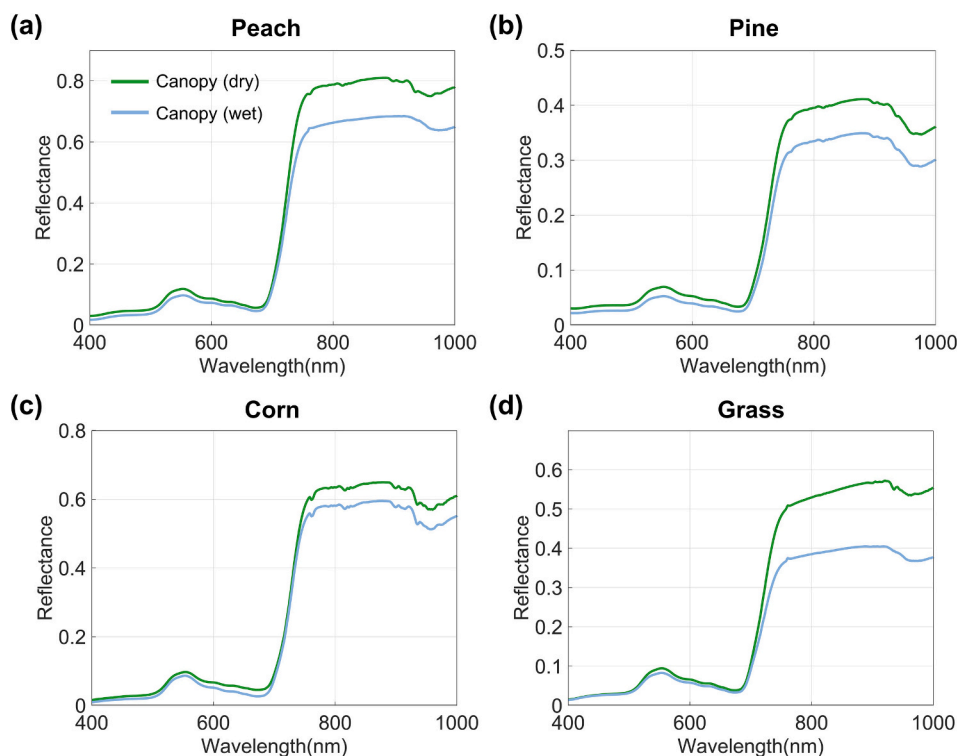 (a)
Peach
Reflectance
0.8
0.6
0.4
0.2
0
Canopy (dry)
Canopy (wet)
400
600
800
1000
Wavelength(nm)
(b)
Pine
Reflectance
0.5
0.4
0.3
0.2
0.1
0
400
600
800
1000
Wavelength(nm)
(c)
Corn
Reflectance
0.8
0.6
0.4
0.2
0
400
600
800
1000
Wavelength(nm)
(d)
Grass
Reflectance
0.6
0.5
0.4
0.3
0.2
0.1
0
400
600
800
1000
Wavelength(nm)